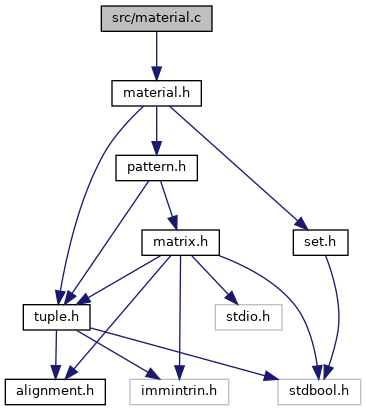 src/material.c
material.h
pattern.h
matrix.h
set.h
tuple.h
stdio.h
alignment.h
immintrin.h
stdbool.h